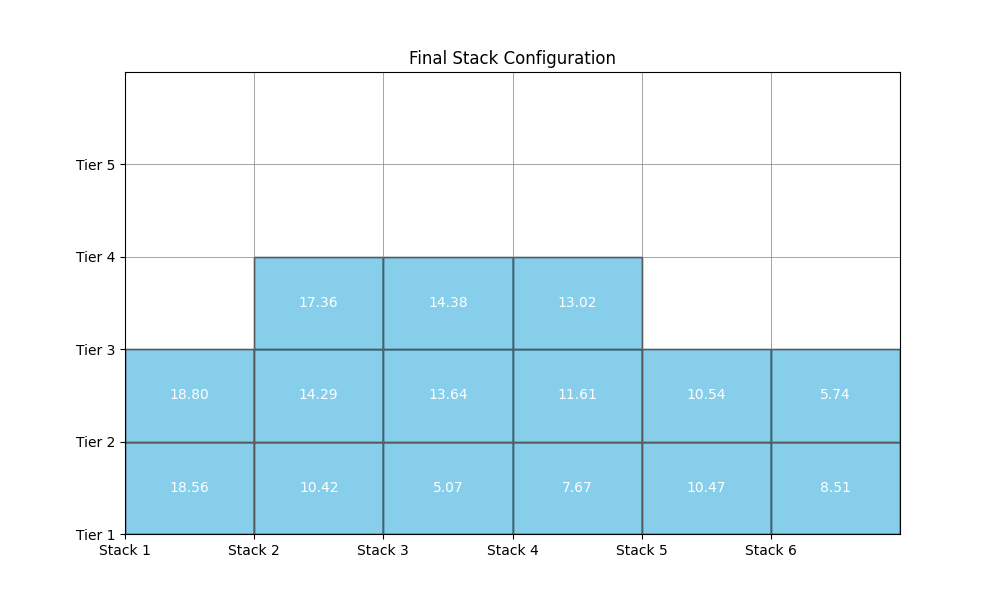 Final Stack Configuration
Tier 5
Tier 4
17.36 14.38 13.02
Tier 3
18.80 14.29 13.64 11.61 10.54 5.74
Tier 2
18.56 10.42 5.07 7.67 10.47 8.51
Tier 1
Stack 1 Stack 2 Stack 3 Stack 4 Stack 5 Stack 6